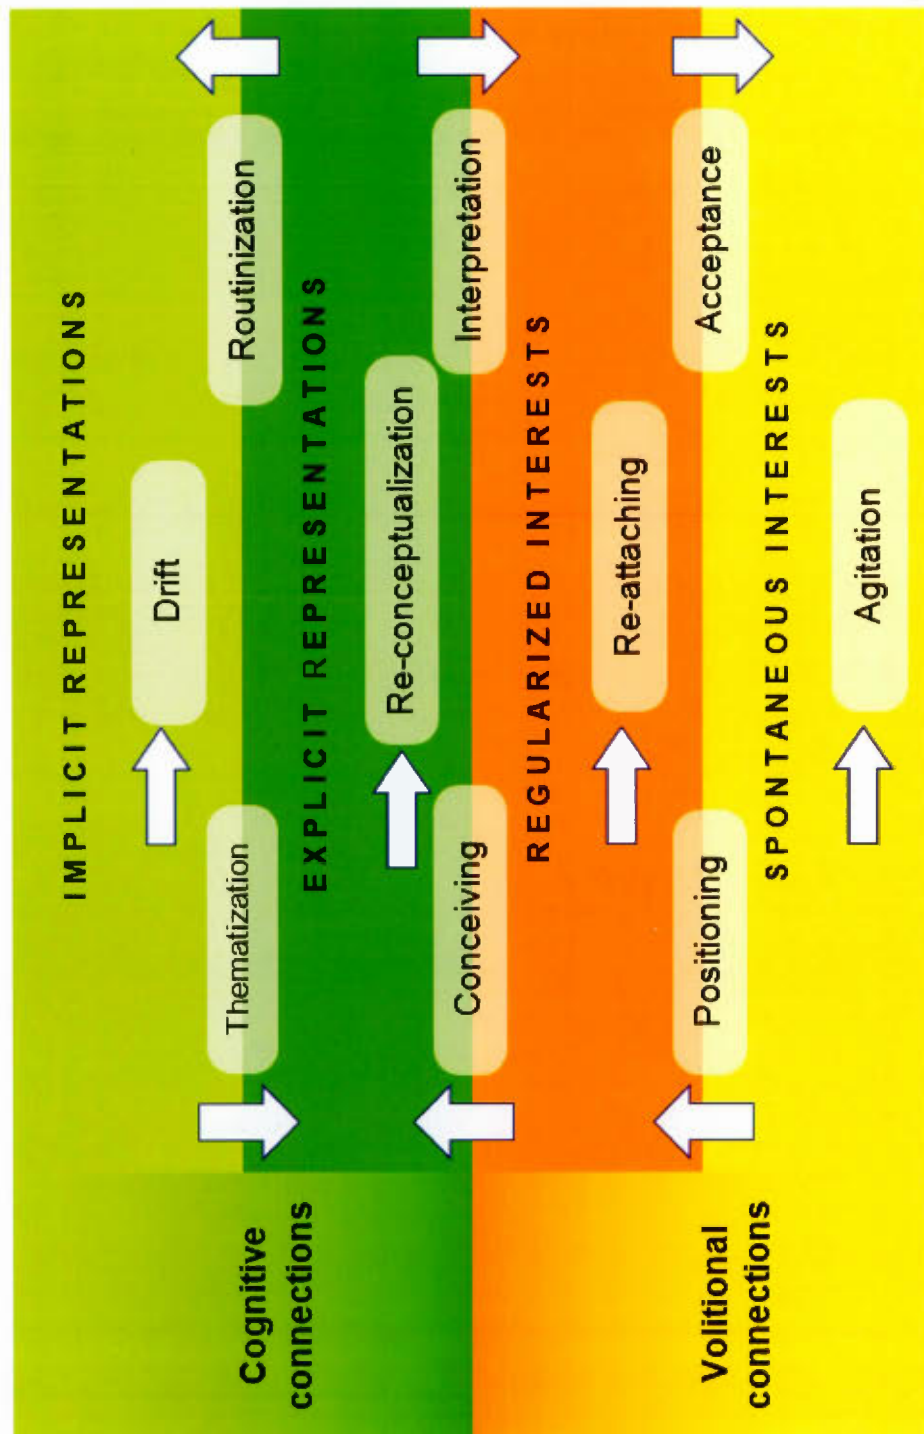 IMPLICIT REPRESENTATIONS
Drift
Thematization
Routinization
Cognitive
connections
EXPLICIT REPRESENTATIONS
Re-conceptualization
Conceiving
Interpretation
REGULARIZED INTERESTS
Re-attaching
Positioning
Acceptance
Volitional
connections
SPONTANEOUS INTERESTS
Agitation